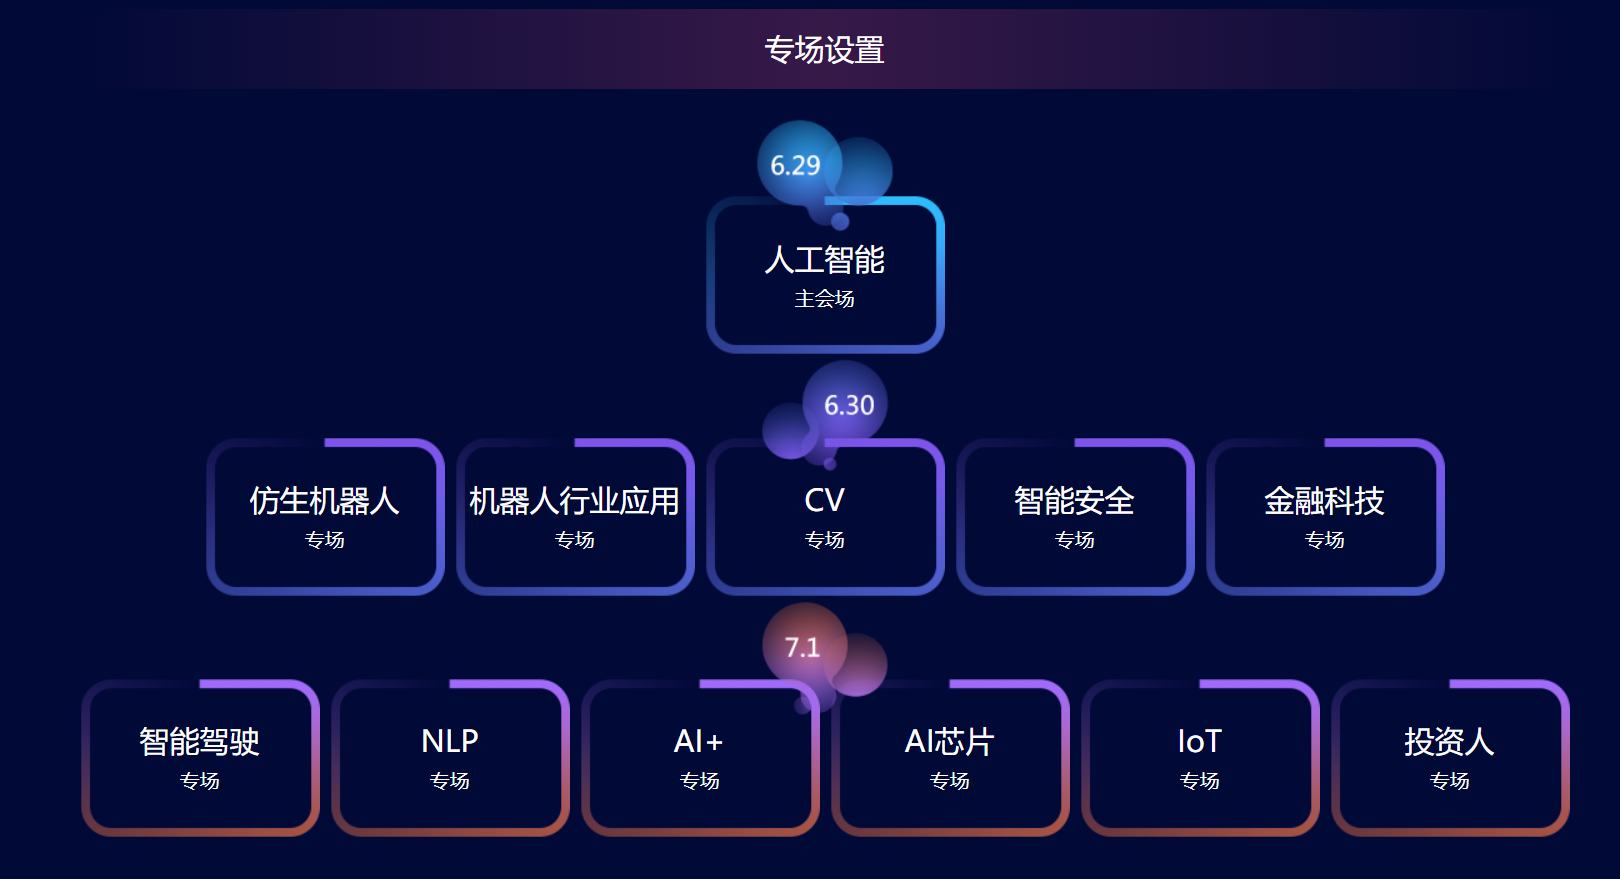 专场设置
6.29
人工智能
主会场
6.30
仿生机器人
专场
机器人行业应用
专场
CV
专场
智能安全
专场
金融科技
专场
7.1
智能驾驶
专场
NLP
专场
AI+
专场
AI芯片
专场
IoT
专场
投资人
专场